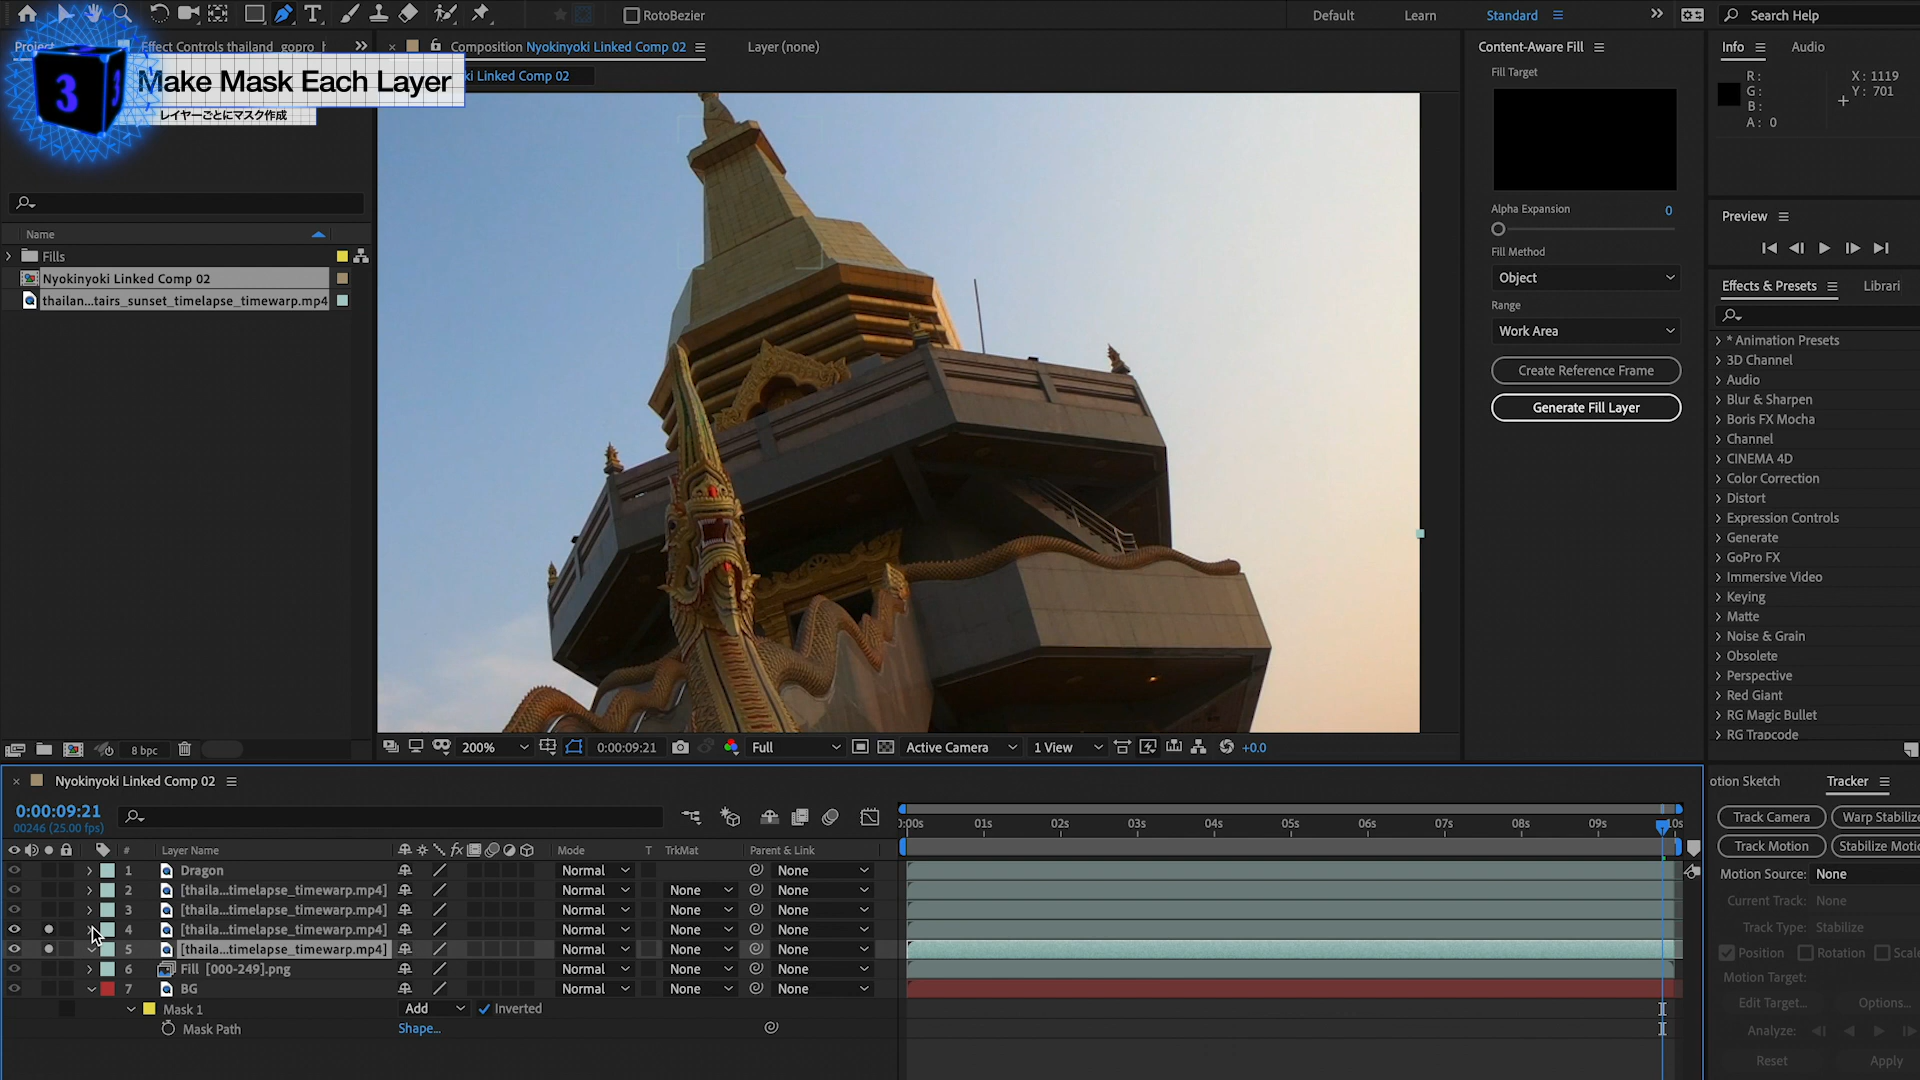 RotoBezier
Default
Learn
Standard
Search Help
Effect Controls thailand_gopro
Composition Nyokinyoki Linked Comp 02
Layer (none)
ki Linked Comp 02
3
Make Mask Each Layer
レイヤーごとにマスク作成
Name
Fills
Nyokinyoki Linked Comp 02
thailan...tairs_sunset_timelapse_timewarp.mp4
8 bpc
200%
0:00:09:21
Full
Active Camera
1 View
+0.0
Content-Aware Fill
Fill Target
Alpha Expansion
0
Fill Method
Object
Range
Work Area
Create Reference Frame
Generate Fill Layer
Info
Audio
R:
G:
B:
A: 0
X: 1119
Y: 701
Preview
Effects & Presets
Librari
* Animation Presets
3D Channel
Audio
Blur & Sharpen
Boris FX Mocha
Channel
CINEMA 4D
Color Correction
Distort
Expression Controls
Generate
GoPro FX
Immersive Video
Keying
Matte
Noise & Grain
Obsolete
Perspective
Red Giant
RG Magic Bullet
RG Trapcode
Nyokinyoki Linked Comp 02
0:00:09:21
00246 (25.00 fps)
# Layer Name
Mode
T TrkMat
Parent & Link
1 Dragon Normal None
2 [thaila...timelapse_timewarp.mp4] Normal None None
3 [thaila...timelapse_timewarp.mp4] Normal None None
4 [thaila...timelapse_timewarp.mp4] Normal None None
5 [thaila...timelapse_timewarp.mp4] Normal None None
6 Fill [000-249].png Normal None None
7 BG Normal None None
Mask 1 Add Inverted
Mask Path Shape...
):00s 01s 02s 03s 04s 05s 06s 07s 08s 09s 10s
otion Sketch
Tracker
Track Camera
Warp Stabilize
Track Motion
Stabilize Motio
Motion Source: None
Current Track: None
Track Type: Stabilize
Position Rotation Scale
Motion Target:
Edit Target... Options...
Analyze:
Reset Apply